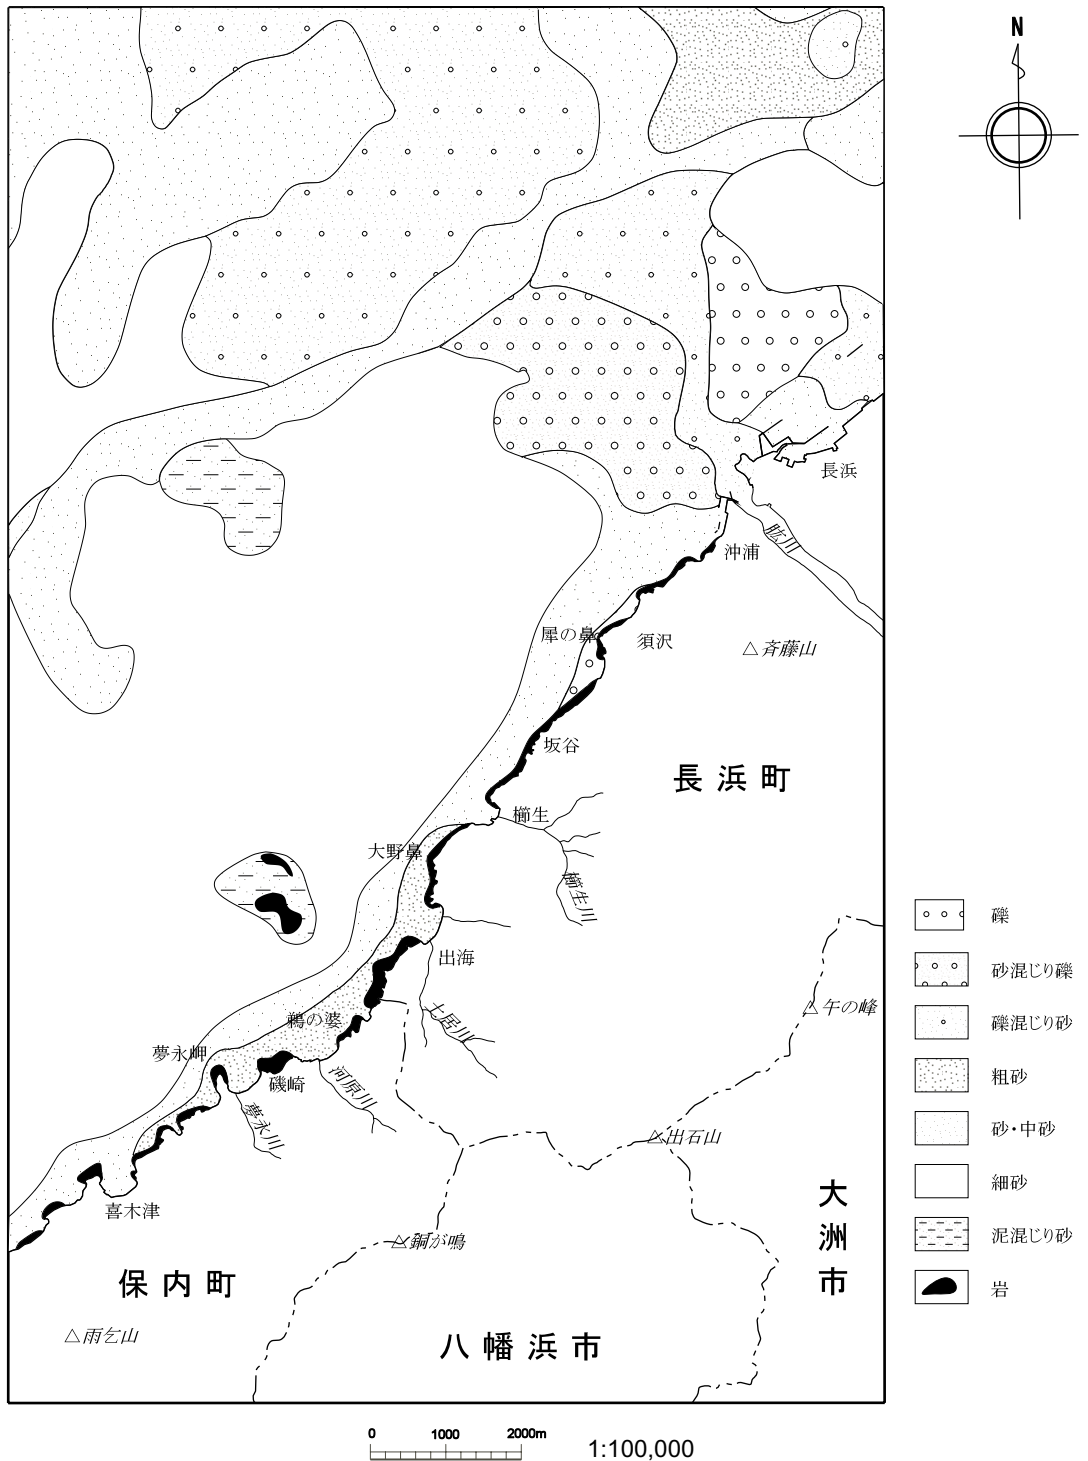 N
長浜
肱川
沖浦
犀の鼻
須沢
△斉藤山
坂谷
長浜町
櫛生
大野鼻
櫛生川
出海
△午の峰
鵜の婆
土居川
夢永岬
磯崎
河原川
夢永川
△出石山
喜木津
△銅が鳴
大洲市
保内町
△雨乞山
八幡浜市
礫
砂混じり礫
礫混じり砂
粗砂
砂・中砂
細砂
泥混じり砂
岩
0 1000 2000m
1:100,000